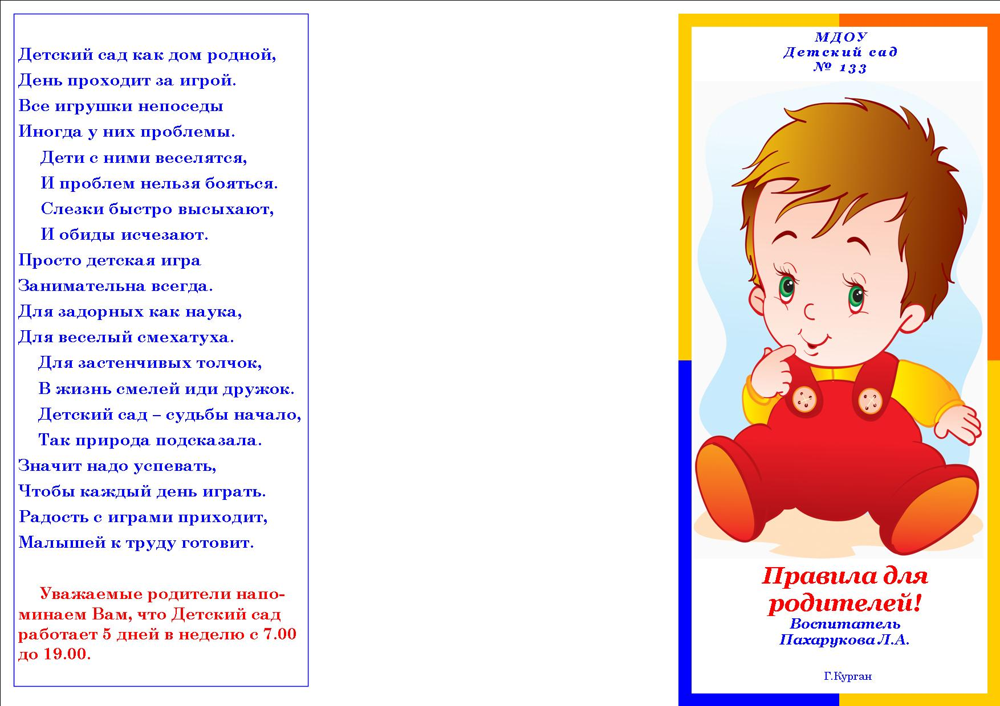 Детский сад как дом родной,
День проходит за игрой.
Все игрушки непоседы
Иногда у них проблемы.
Дети с ними веселятся,
И проблем нельзя бояться.
Слезки быстро высыхают,
И обиды исчезают.
Просто детская игра
Занимательна всегда.
Для задорных как наука,
Для веселый смехатуха.
Для застенчивых толчок,
В жизнь смелей иди дружок.
Детский сад – судьбы начало,
Так природа подсказала.
Значит надо успевать,
Чтобы каждый день играть.
Радость с играми приходит,
Малышей к труду готовит.
Уважаемые родители напо-
минаем Вам, что Детский сад
работает 5 дней в неделю с 7.00
до 19.00.
МДОУ
Детский сад
№ 133
Правила для
родителей!
Воспитатель
Пахарукова Л.А.
Г.Курган